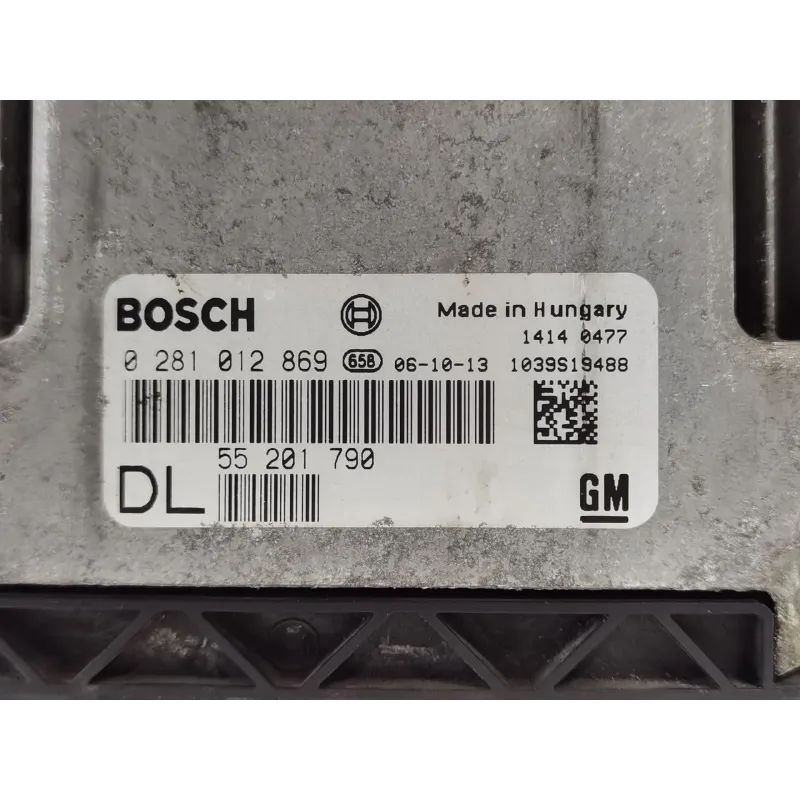 BOSCH Made in Hungary
1414 0477
0 281 012 869 658 06-10-13 1039S19488
55 201 790
DL GM